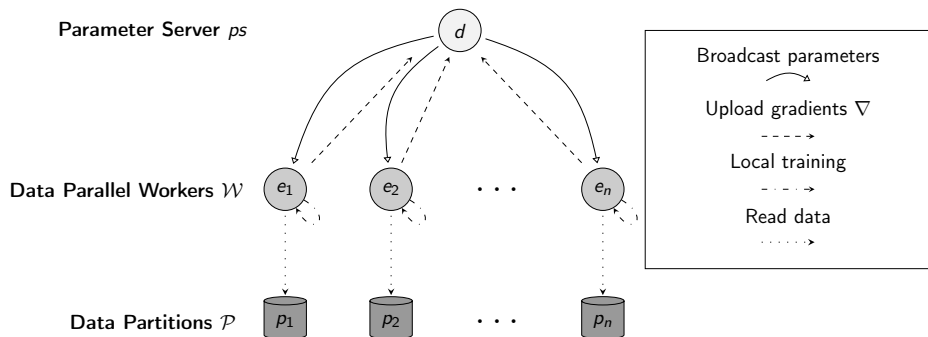 Parameter Server ps
d
Broadcast parameters
Upload gradients ∇
Local training
Read data
Data Parallel Workers 𝒲
e₁ e₂ · · · eₙ
Data Partitions 𝒫
p₁ p₂ · · · pₙ